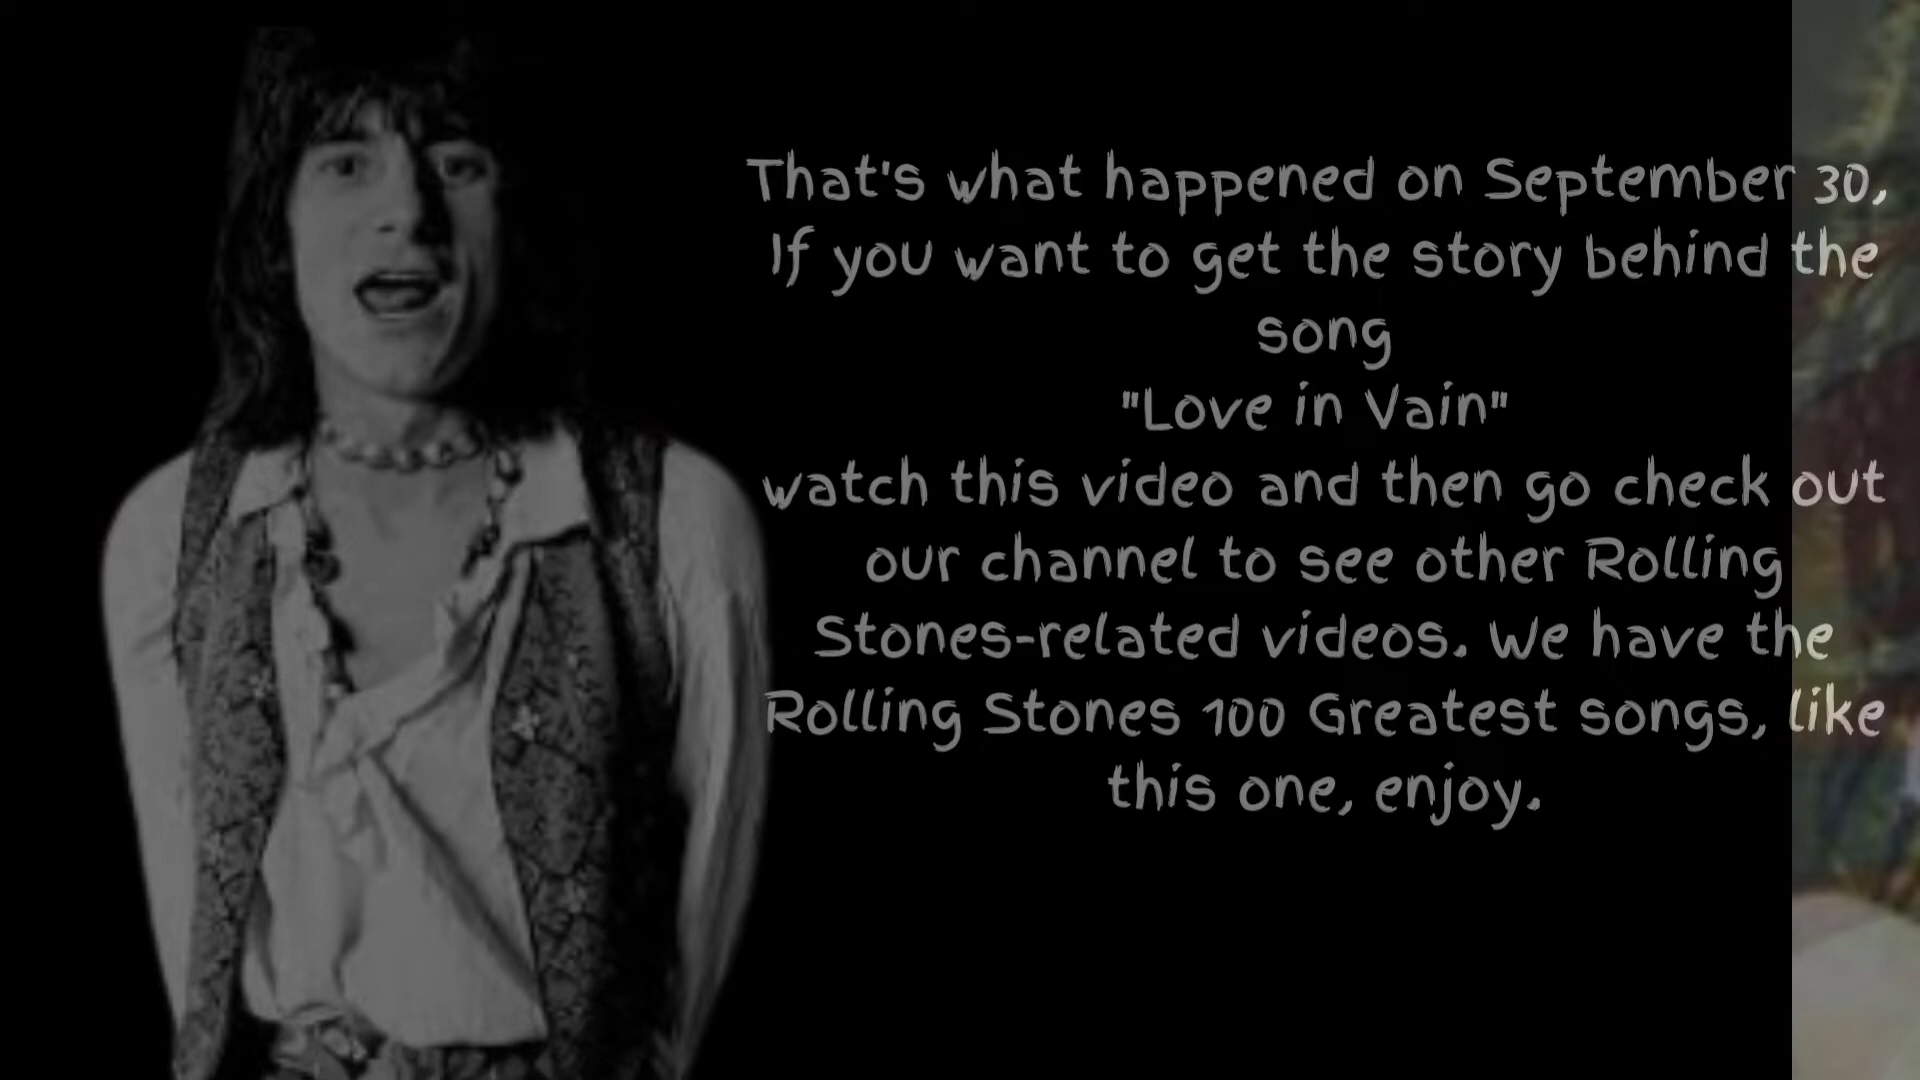 That's what happened on September 30,
If you want to get the story behind the
song
"Love in Vain"
watch this video and then go check out
our channel to see other Rolling
Stones-related videos. We have the
Rolling Stones 100 Greatest songs, like
this one, enjoy.